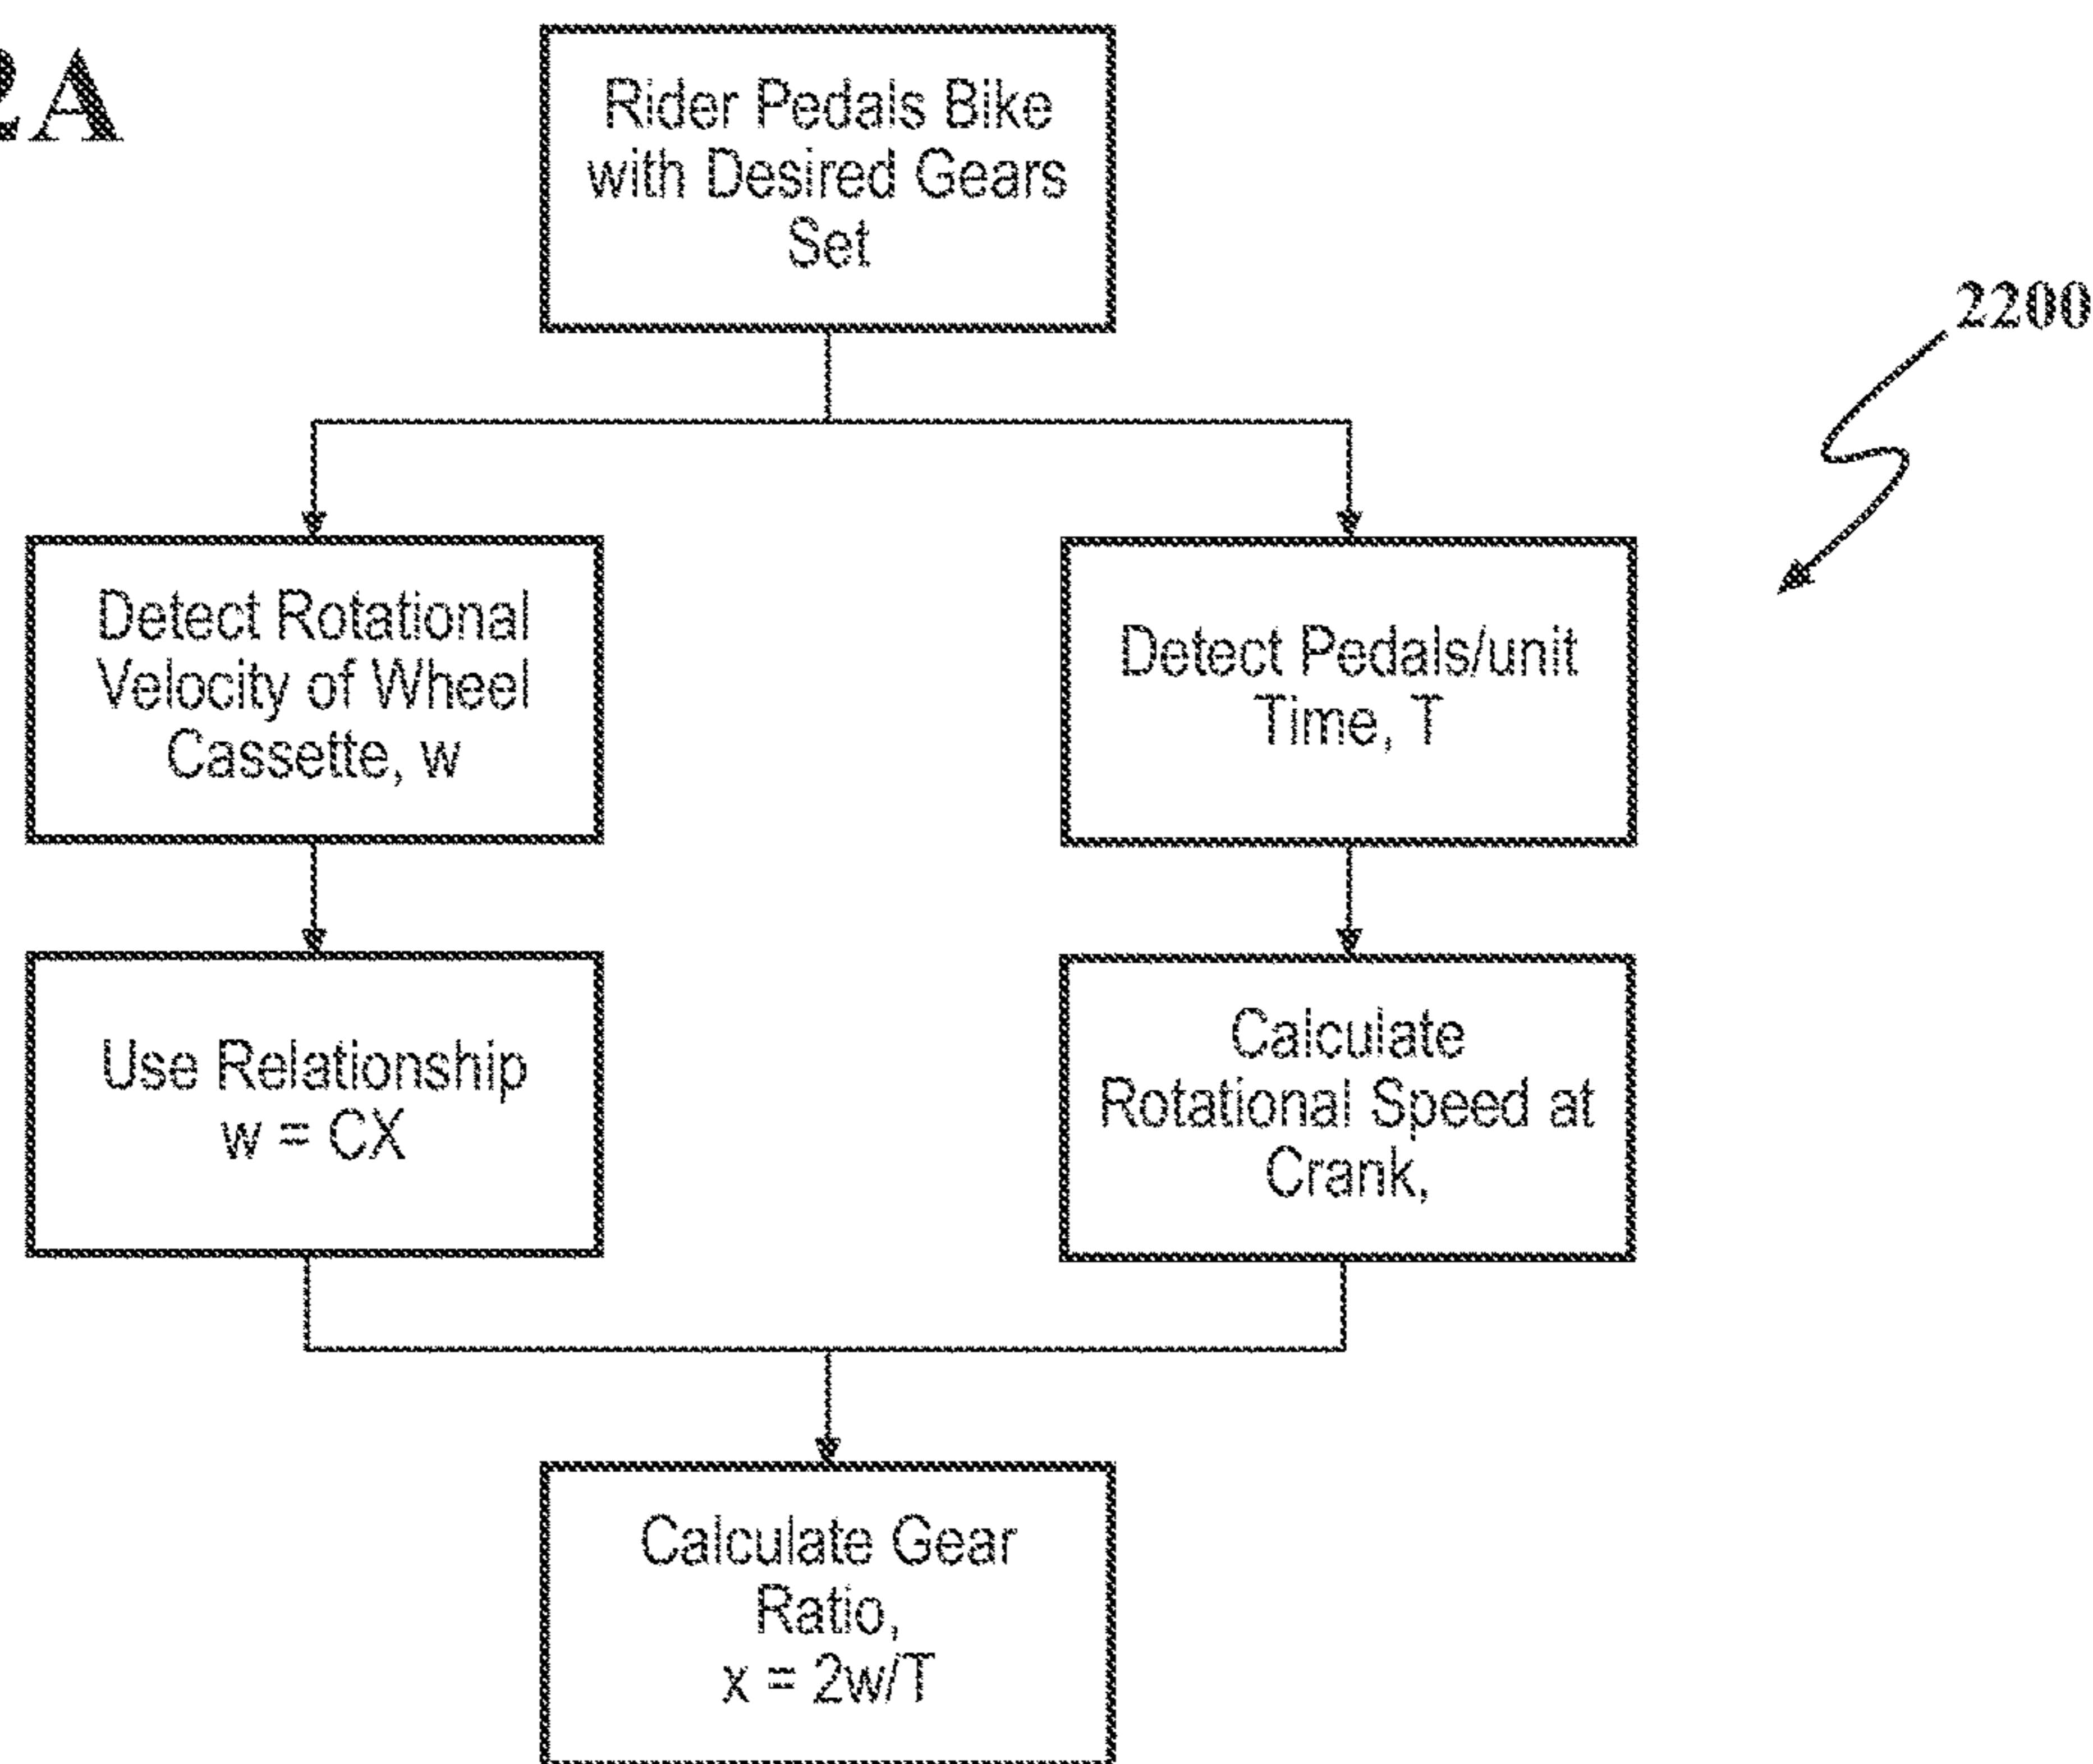 2A
Rider Pedals Bike
with Desired Gears
Set
2200
Detect Rotational
Velocity of Wheel
Cassette, w
Detect Pedals/unit
Time, T
Use Relationship
w = CX
Calculate
Rotational Speed at
Crank,
Calculate Gear
Ratio,
x = 2w/T